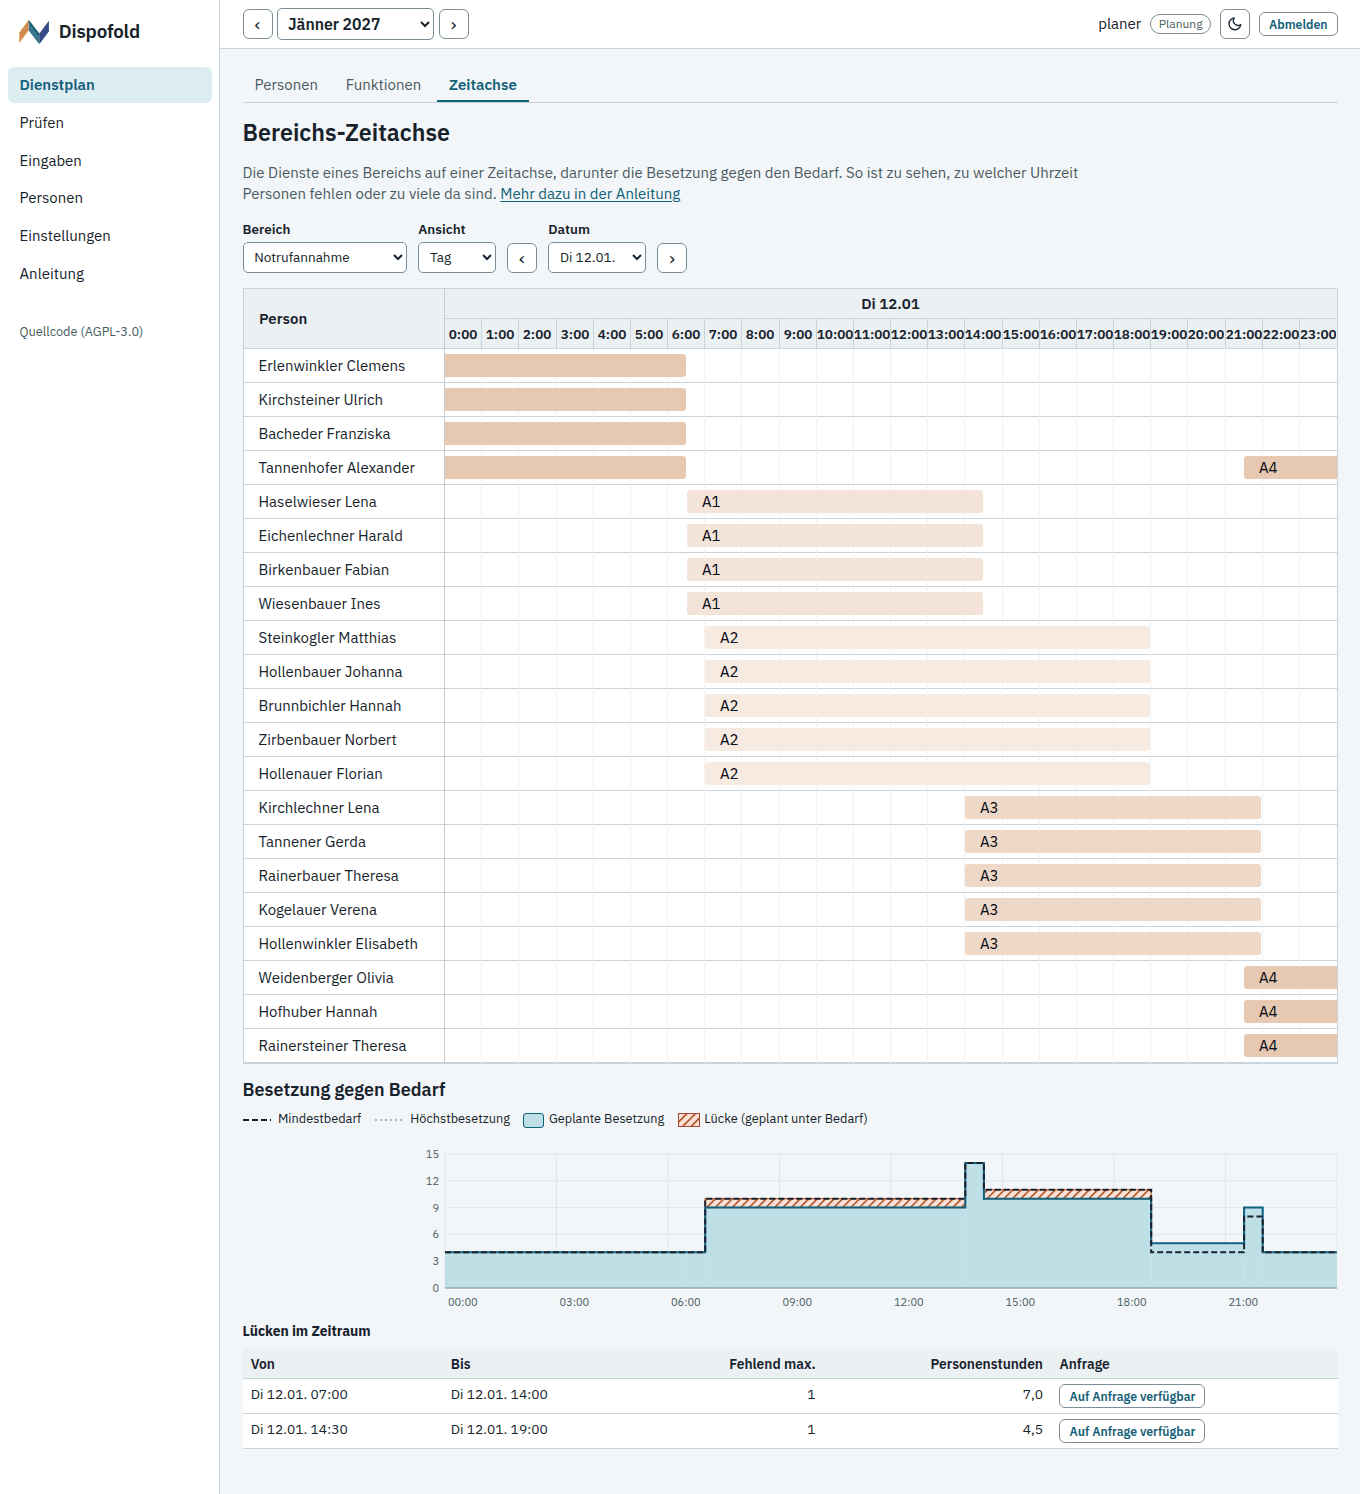 Dispofold
‹ Jänner 2027 ›
planer Planung Abmelden
Dienstplan
Prüfen
Eingaben
Personen
Einstellungen
Anleitung
Quellcode (AGPL-3.0)
Personen Funktionen Zeitachse
Bereichs-Zeitachse
Die Dienste eines Bereichs auf einer Zeitachse, darunter die Besetzung gegen den Bedarf. So ist zu sehen, zu welcher Uhrzeit
Personen fehlen oder zu viele da sind. Mehr dazu in der Anleitung
Bereich Ansicht Datum
Notrufannahme Tag ‹ Di 12.01. ›
Person Di 12.01
0:00 1:00 2:00 3:00 4:00 5:00 6:00 7:00 8:00 9:00 10:00 11:00 12:00 13:00 14:00 15:00 16:00 17:00 18:00 19:00 20:00 21:00 22:00 23:00
Erlenwinkler Clemens
Kirchsteiner Ulrich
Bacheder Franziska
Tannenhofer Alexander A4
Haselwieser Lena A1
Eichenlechner Harald A1
Birkenbauer Fabian A1
Wiesenbauer Ines A1
Steinkogler Matthias A2
Hollenbauer Johanna A2
Brunnbichler Hannah A2
Zirbenbauer Norbert A2
Hollenauer Florian A2
Kirchlechner Lena A3
Tannener Gerda A3
Rainerbauer Theresa A3
Kogelauer Verena A3
Hollenwinkler Elisabeth A3
Weidenberger Olivia A4
Hofhuber Hannah A4
Rainersteiner Theresa A4
Besetzung gegen Bedarf
Mindestbedarf Höchstbesetzung Geplante Besetzung Lücke (geplant unter Bedarf)
15
12
9
6
3
0
00:00 03:00 06:00 09:00 12:00 15:00 18:00 21:00
Lücken im Zeitraum
Von Bis Fehlend max. Personenstunden Anfrage
Di 12.01. 07:00 Di 12.01. 14:00 1 7,0 Auf Anfrage verfügbar
Di 12.01. 14:30 Di 12.01. 19:00 1 4,5 Auf Anfrage verfügbar